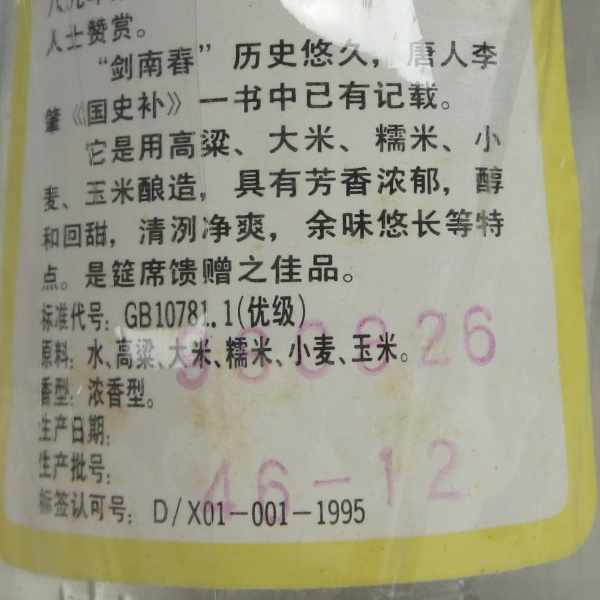 人士赞赏。
“剑南春”历史悠久，唐人李
肇《国史补》一书中已有记载。
它是用高粱、大米、糯米、小
麦、玉米酿造，具有芳香浓郁，醇
和回甜，清洌净爽，余味悠长等特
点。是筵席馈赠之佳品。
标准代号：GB10781.1(优级)
原料：水、高粱、大米、糯米、小麦、玉米。
香型：浓香型。
生产日期：
生产批号：
46-12
标签认可号：D/X01-001-1995